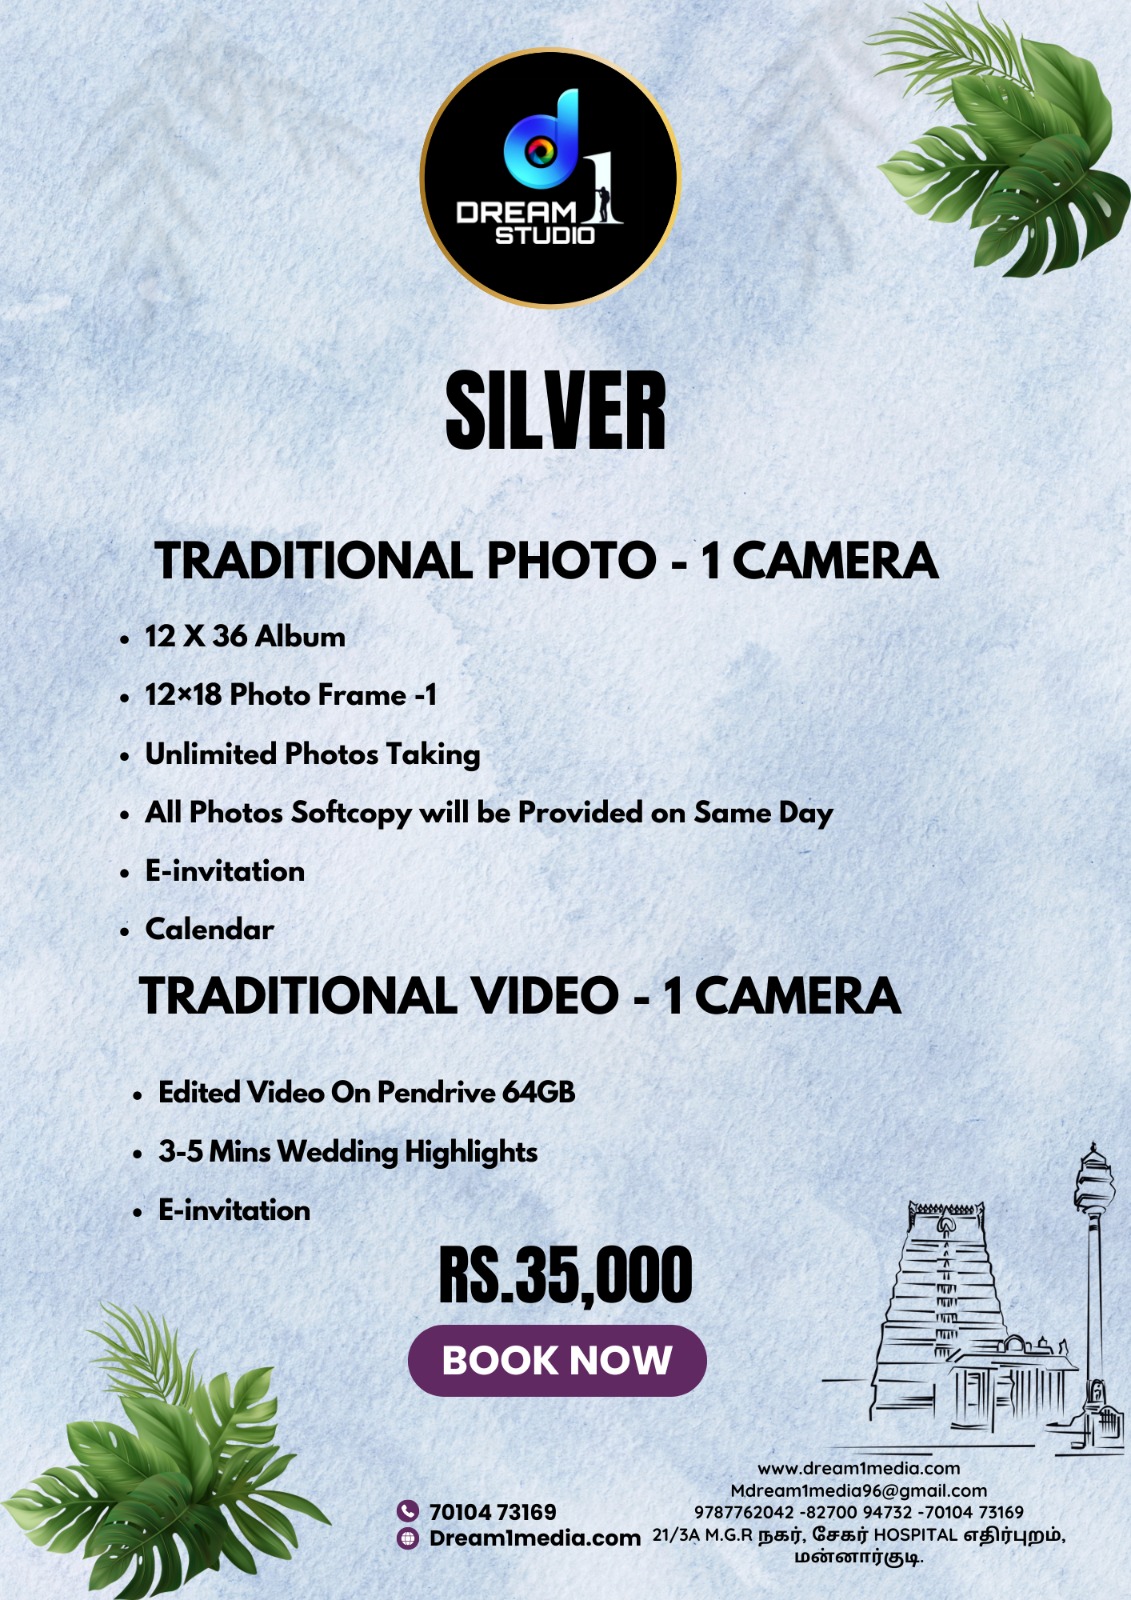 DREAM 1
STUDIO
SILVER
TRADITIONAL PHOTO - 1 CAMERA
• 12 X 36 Album
• 12×18 Photo Frame -1
• Unlimited Photos Taking
• All Photos Softcopy will be Provided on Same Day
• E-invitation
• Calendar
TRADITIONAL VIDEO - 1 CAMERA
• Edited Video On Pendrive 64GB
• 3-5 Mins Wedding Highlights
• E-invitation
RS.35,000
BOOK NOW
70104 73169
Dream1media.com
www.dream1media.com
Mdream1media96@gmail.com
9787762042 -82700 94732 -70104 73169
21/3A M.G.R நகர், சேகர் HOSPITAL எதிர்புறம்,
மன்னார்குடி.